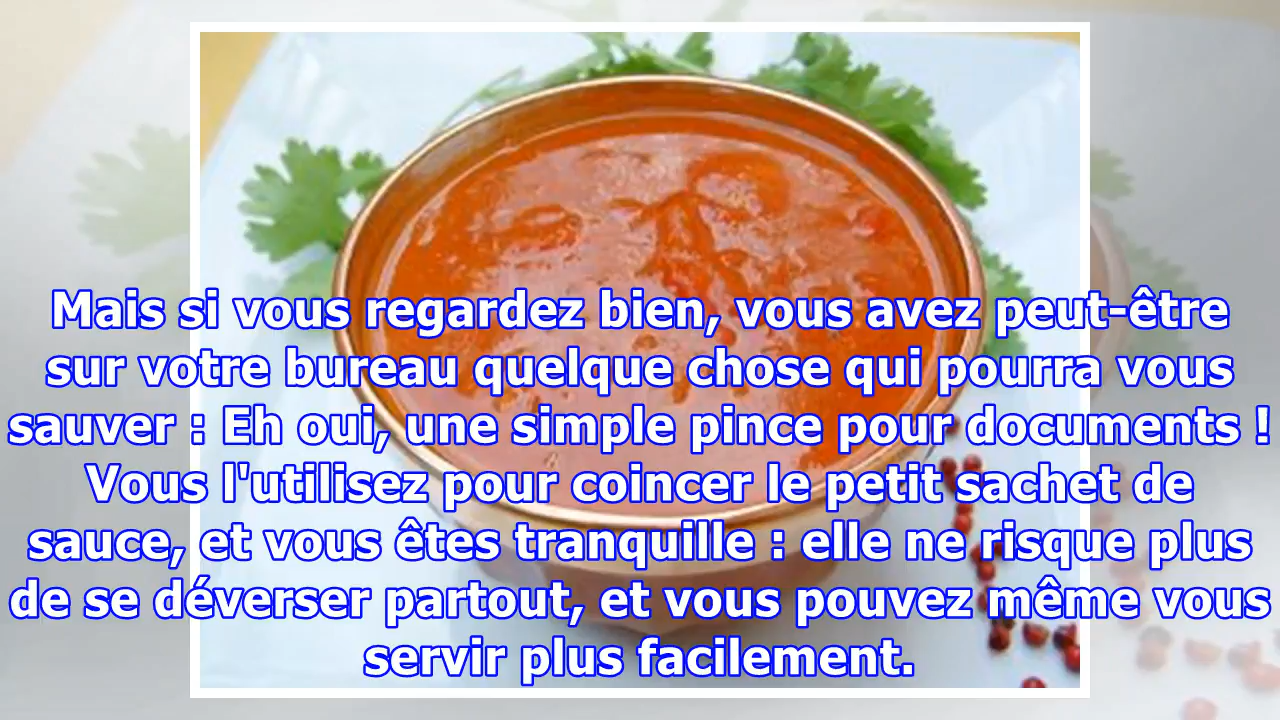 Mais si vous regardez bien, vous avez peut-être
sur votre bureau quelque chose qui pourra vous
sauver : Eh oui, une simple pince pour documents !
Vous l'utilisez pour coincer le petit sachet de
sauce, et vous êtes tranquille : elle ne risque plus
de se déverser partout, et vous pouvez même vous
servir plus facilement.